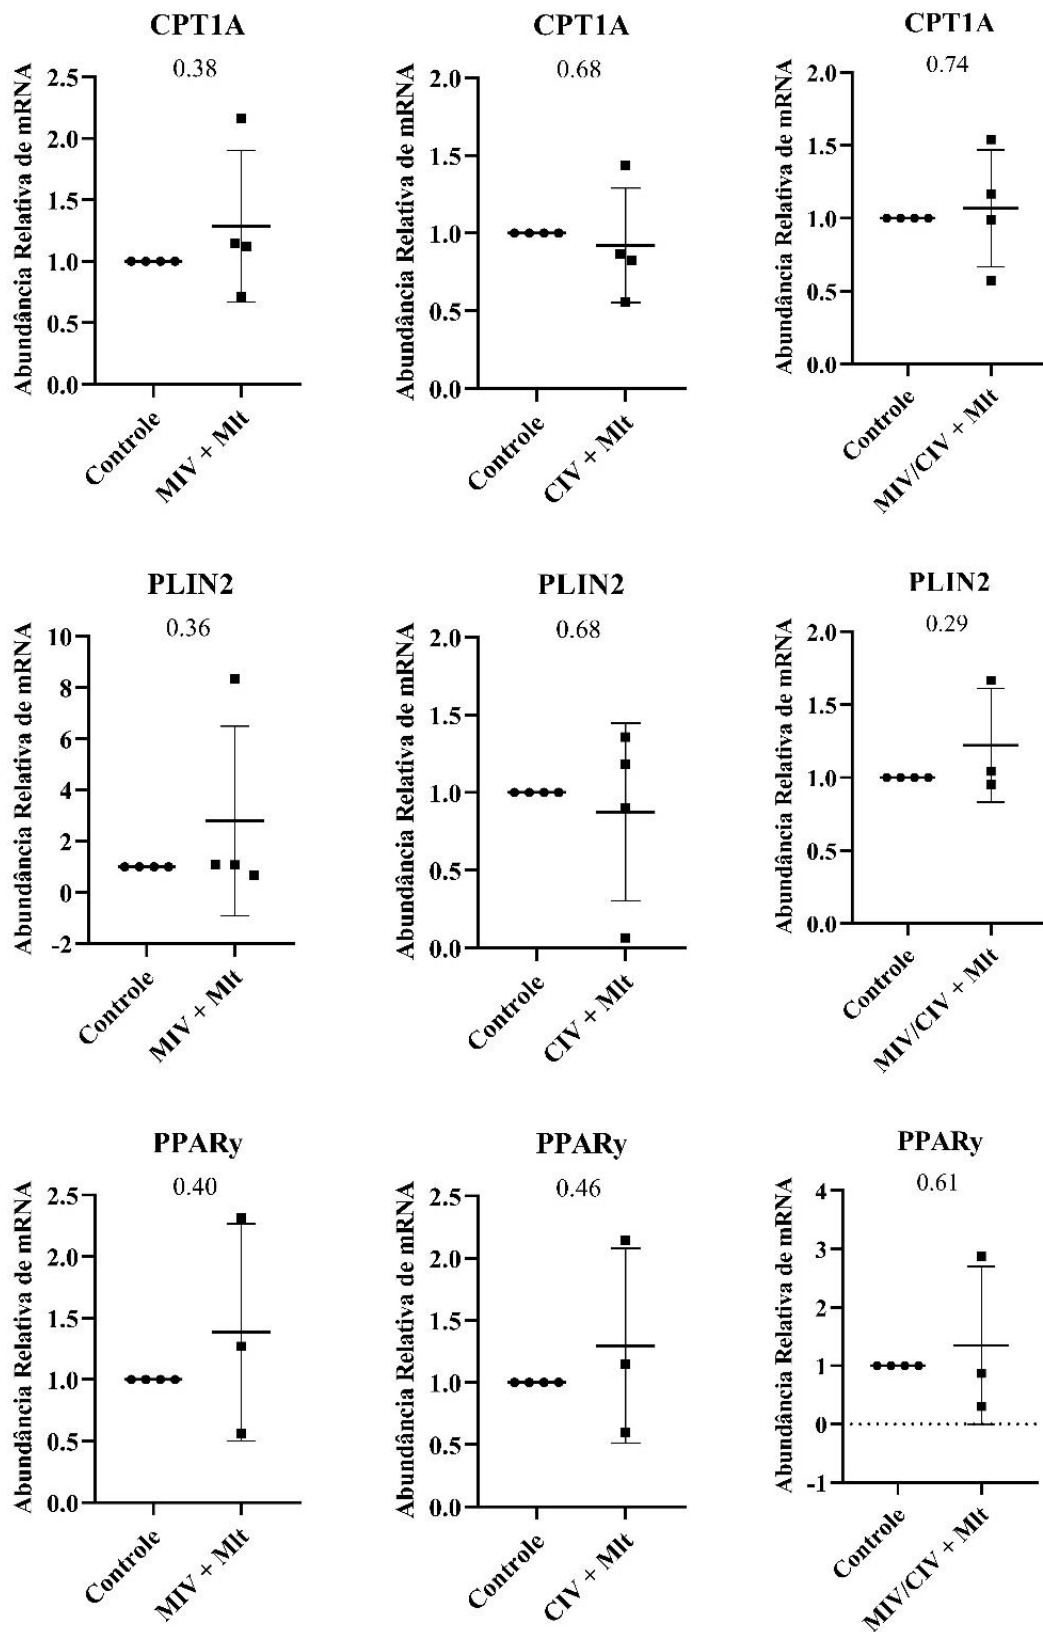 CPT1A
0.38
Abundância Relativa de mRNA
2.5
2.0
1.5
1.0
0.5
0.0
Controle
MIV + Mlt
CPT1A
0.68
Abundância Relativa de mRNA
2.0
1.5
1.0
0.5
0.0
Controle
CIV + Mlt
CPT1A
0.74
Abundância Relativa de mRNA
2.0
1.5
1.0
0.5
0.0
Controle
MIV/CIV + Mlt
PLIN2
0.36
Abundância Relativa de mRNA
10
8
6
4
2
0
-2
Controle
MIV + Mlt
PLIN2
0.68
Abundância Relativa de mRNA
2.0
1.5
1.0
0.5
0.0
Controle
CIV + Mlt
PLIN2
0.29
Abundância Relativa de mRNA
2.0
1.5
1.0
0.5
0.0
Controle
MIV/CIV + Mlt
PPARy
0.40
Abundância Relativa de mRNA
2.5
2.0
1.5
1.0
0.5
0.0
Controle
MIV + Mlt
PPARy
0.46
Abundância Relativa de mRNA
2.5
2.0
1.5
1.0
0.5
0.0
Controle
CIV + Mlt
PPARy
0.61
Abundância Relativa de mRNA
4
3
2
1
0
-1
Controle
MIV/CIV + Mlt